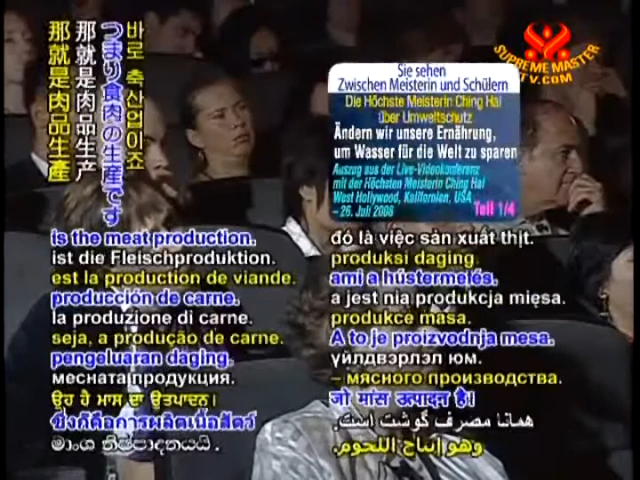 那就是肉品生產
那就是肉品生产
つまり食肉の生産です
바로 축산업이죠
SUPREME MASTER
TV.COM
Sie sehen
Zwischen Meisterin und Schülern
Die Höchste Meisterin Ching Hai
über Umweltschutz
Ändern wir unsere Ernährung,
um Wasser für die Welt zu sparen
Auszug aus der Live-Videokonferenz
mit der Höchsten Meisterin Ching Hai
West Hollywood, Kalifornien, USA
– 26. Juli 2008
Teil 1/4
is the meat production.
ist die Fleischproduktion.
est la production de viande.
producción de carne.
la produzione di carne.
seja, a produção de carne.
pengeluaran daging.
месната продукция.
ਉਹ ਹੈ ਮਾਸ ਦਾ ਉਤਪਾਦਨ।
ซึ่งก็คือการผลิตเนื้อสัตว์
đó là việc sản xuất thịt.
produksi daging.
ami a hústermelés.
a jest nia produkcja mięsa.
produkce masa.
A to je proizvodnja mesa.
үйлдвэрлэл юм.
– мясного производства.
जो मांस उत्पादन है।
همانا مصرف گوشت است.
وهو إنتاج اللحوم.